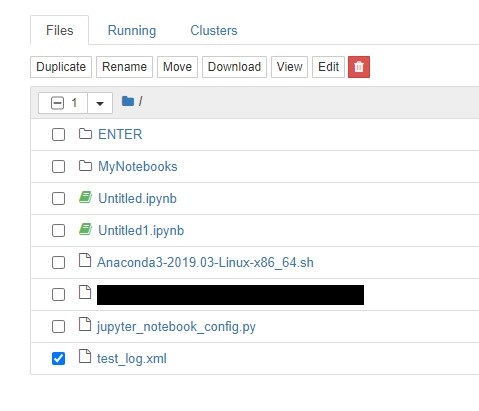 Files Running Clusters
Duplicate Rename Move Download View Edit
1 /
ENTER
MyNotebooks
Untitled.ipynb
Untitled1.ipynb
Anaconda3-2019.03-Linux-x86_64.sh
jupyter_notebook_config.py
test_log.xml